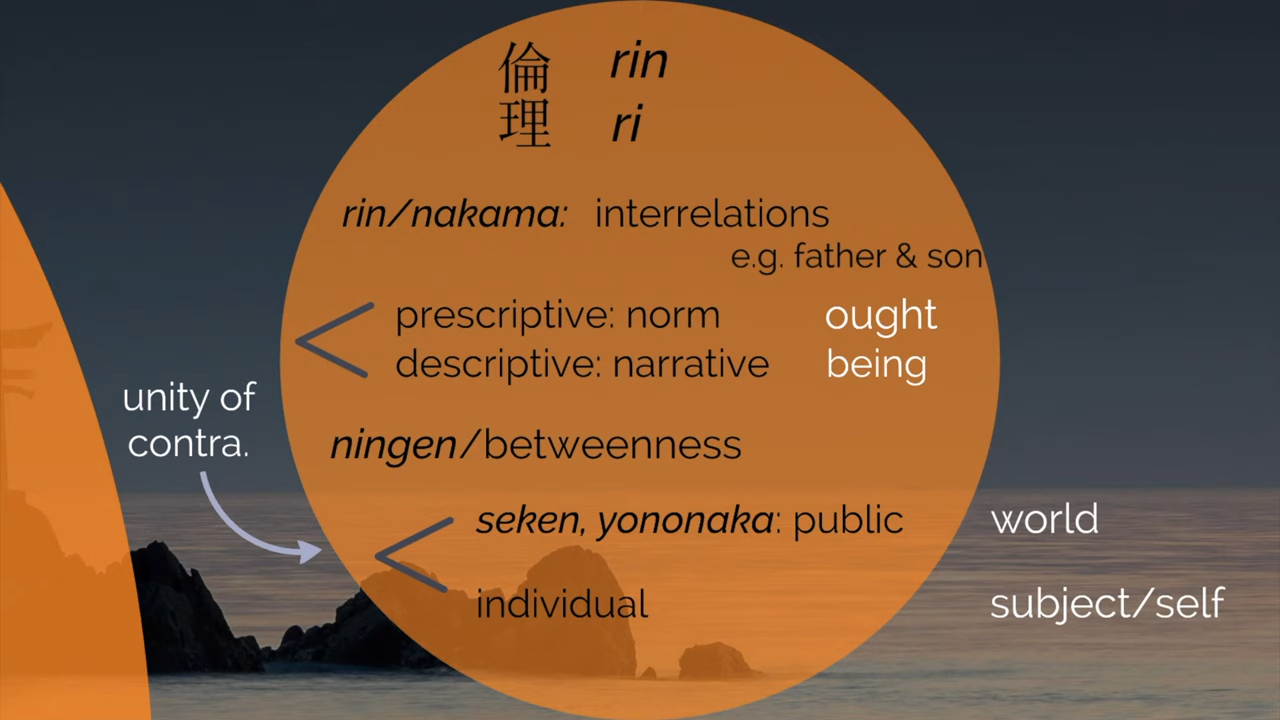 倫 rin
理 ri
rin/nakama: interrelations
e.g. father & son
prescriptive: norm ought
descriptive: narrative being
unity of
contra.
ningen/betweenness
seken, yononaka: public world
individual subject/self